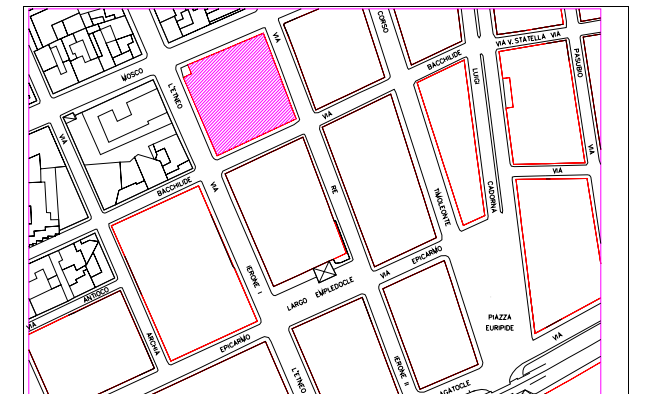 CORSO
VIA
VIA V. STATELLA VIA
BACCHILIDE
LUIGI
PASUBIO
MOSCO
L'ETNEO
VIA
VIA
VIA
VIA
BACCHILIDE
VIA
RE
TIMOLEONTE
CADORNA
EPICARMO
VIA
IERONE I
ANTIOCO
VIA
LARGO EMPLEDOCLE
PIAZZA
EURIPIDE
ARCHIA
EPICARMO
VIA
L'ETNEO
IERONE II
AGATOCLE